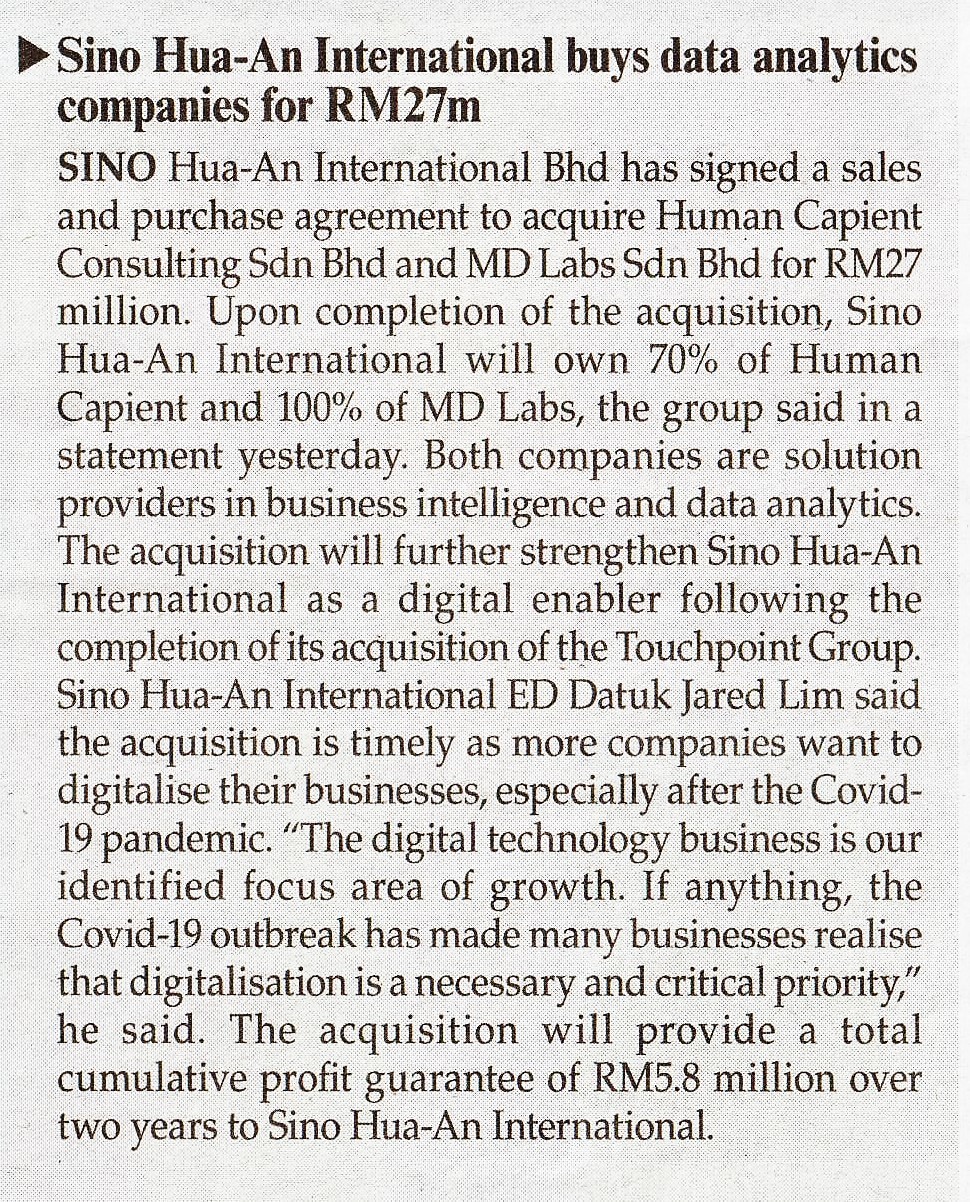 ▶Sino Hua-An International buys data analytics
companies for RM27m
SINO Hua-An International Bhd has signed a sales
and purchase agreement to acquire Human Capient
Consulting Sdn Bhd and MD Labs Sdn Bhd for RM27
million. Upon completion of the acquisition, Sino
Hua-An International will own 70% of Human
Capient and 100% of MD Labs, the group said in a
statement yesterday. Both companies are solution
providers in business intelligence and data analytics.
The acquisition will further strengthen Sino Hua-An
International as a digital enabler following the
completion of its acquisition of the Touchpoint Group.
Sino Hua-An International ED Datuk Jared Lim said
the acquisition is timely as more companies want to
digitalise their businesses, especially after the Covid-
19 pandemic. “The digital technology business is our
identified focus area of growth. If anything, the
Covid-19 outbreak has made many businesses realise
that digitalisation is a necessary and critical priority,”
he said. The acquisition will provide a total
cumulative profit guarantee of RM5.8 million over
two years to Sino Hua-An International.